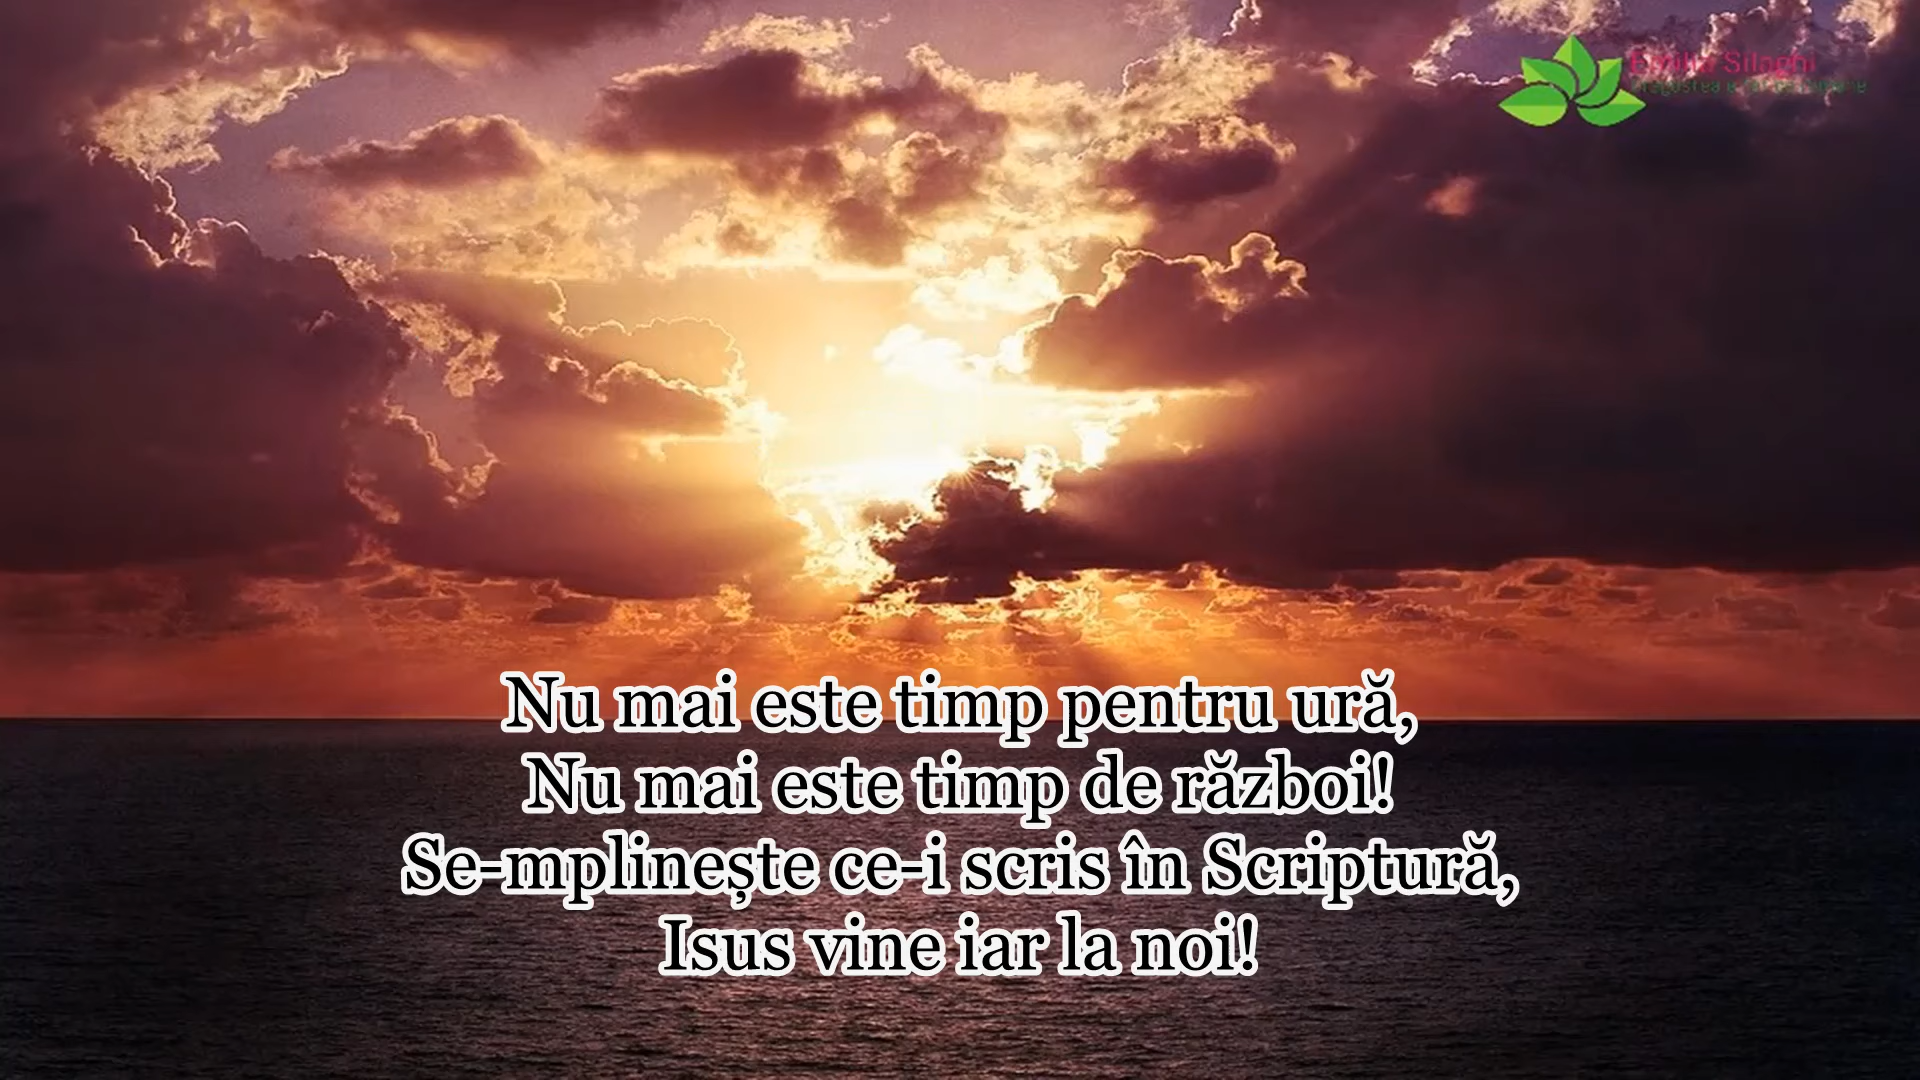 Emilia Silaghi
Nu mai este timp pentru ură,
Nu mai este timp de război!
Se-mplinește ce-i scris în Scriptură,
Isus vine iar la noi!